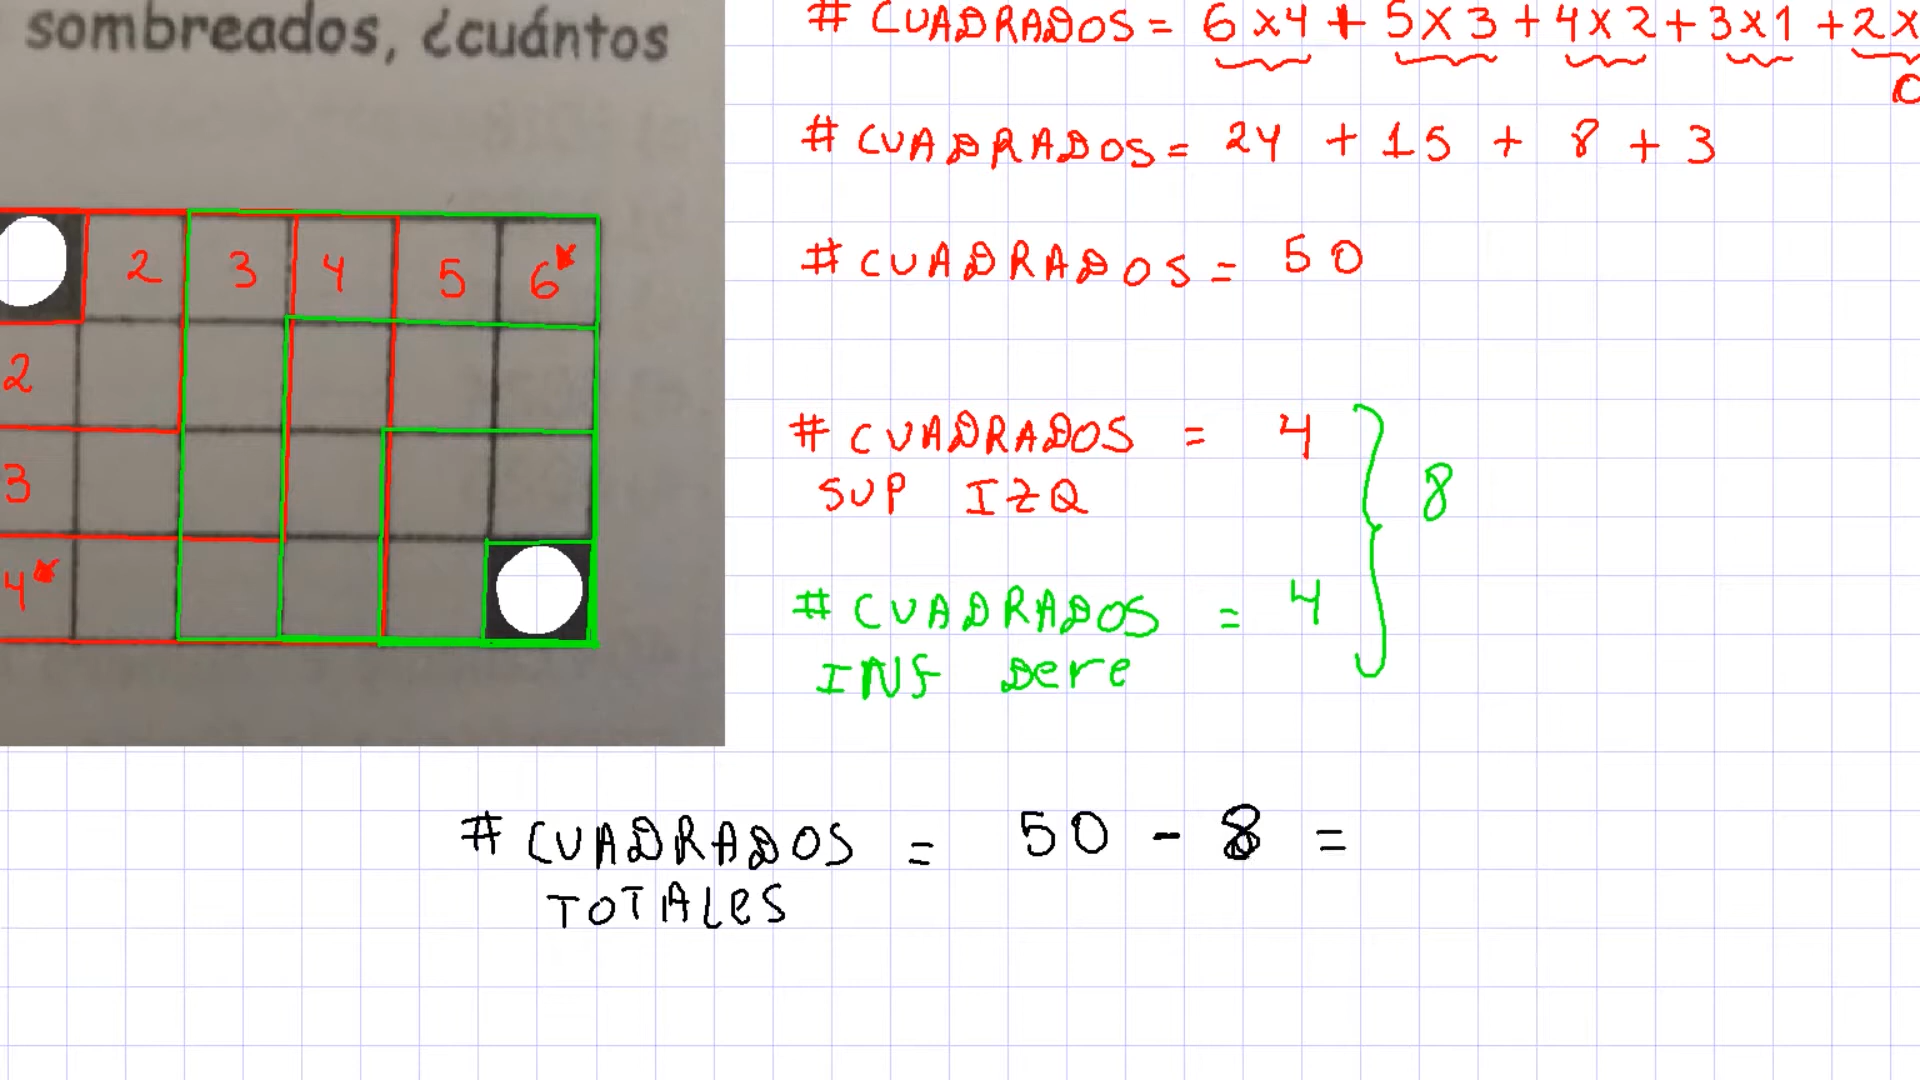 sombreados, ¿cuántos
# CUADRADOS = 6x4 + 5x3 + 4x2 + 3x1 + 2x
0
# CUADRADOS = 24 + 15 + 8 + 3
# CUADRADOS = 50
2 3 4 5 6*
2
3
4*
# CUADRADOS = 4
SUP IZQ
8
# CUADRADOS = 4
INF Dere
# CUADRADOS = 50 - 8 =
TOTALES